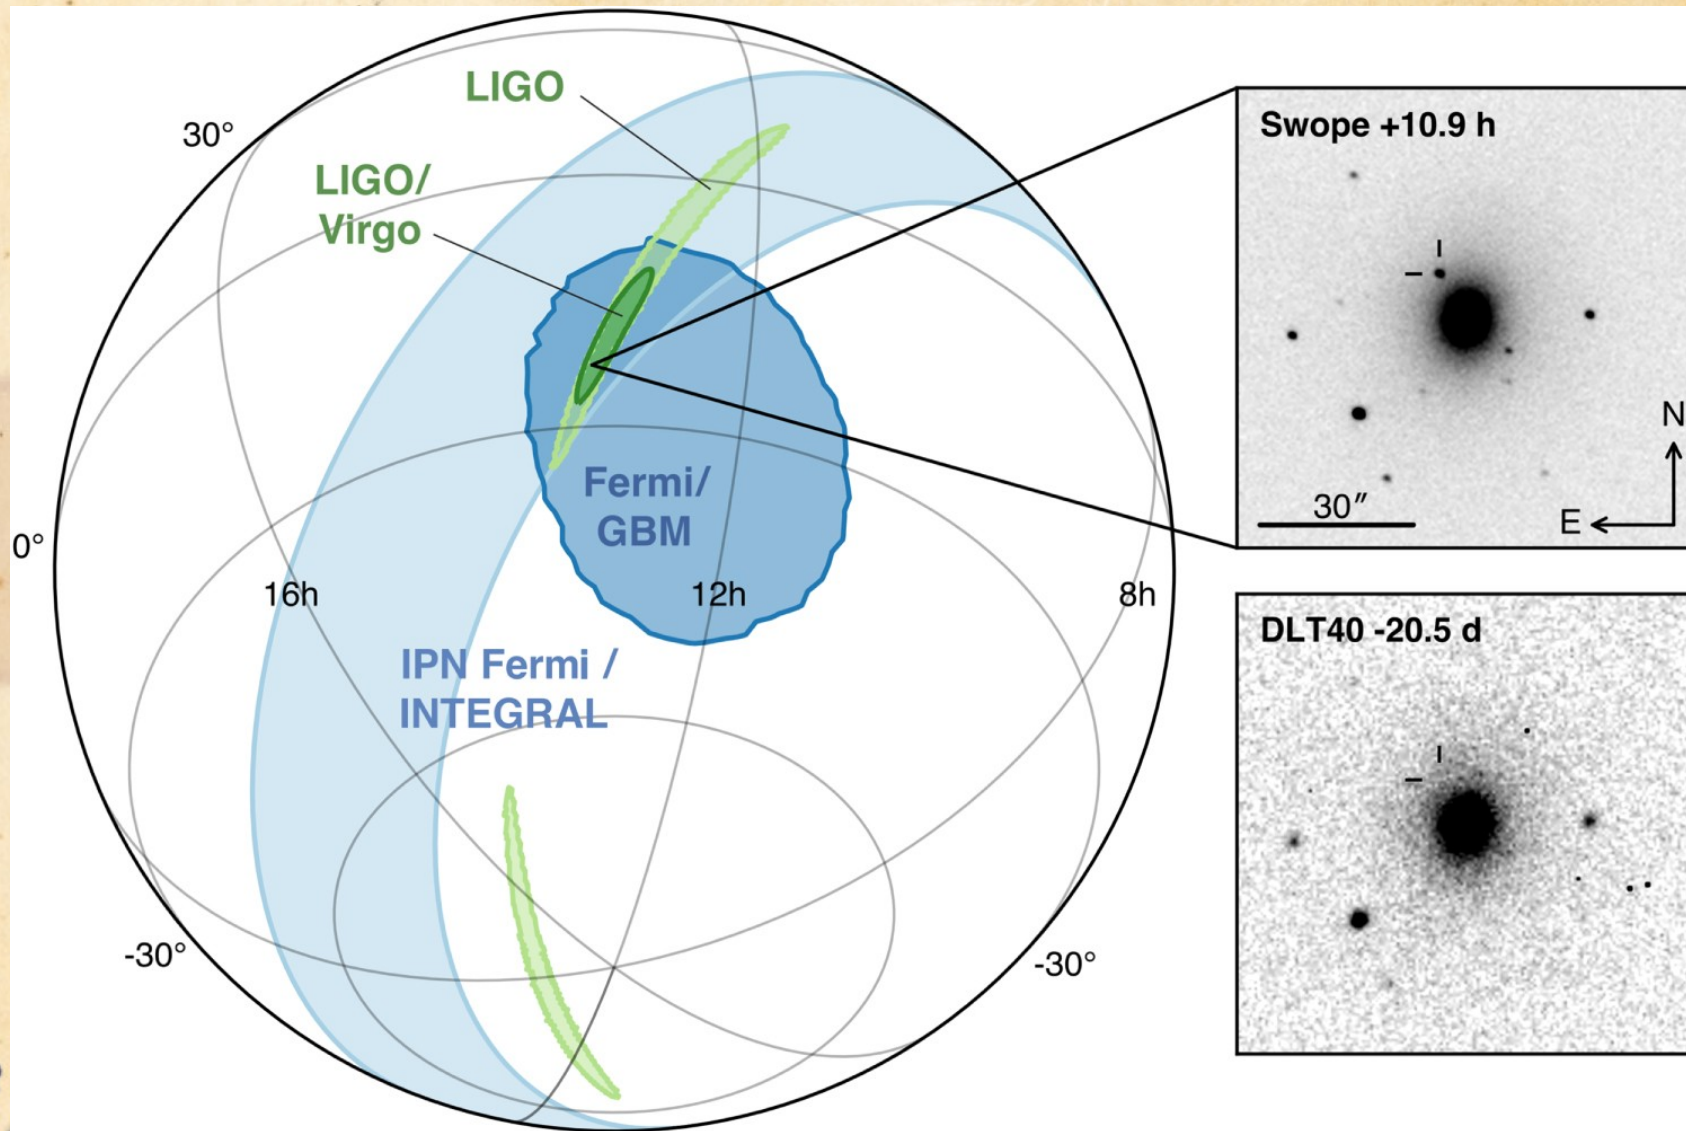 LIGO
30°
LIGO/
Virgo
Fermi/
GBM
0°
16h
12h
8h
IPN Fermi /
INTEGRAL
-30°
-30°
Swope +10.9 h
N
30″
E
DLT40 -20.5 d